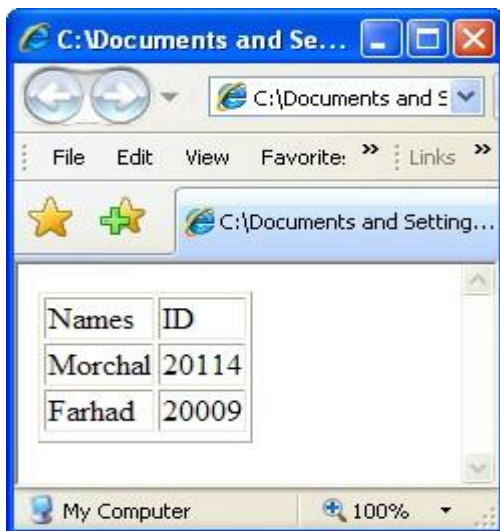 C:\Documents and Se...
C:\Documents and S
File Edit View Favorite: » Links »
C:\Documents and Setting...
Names ID
Morchal 20114
Farhad 20009
My Computer 100%